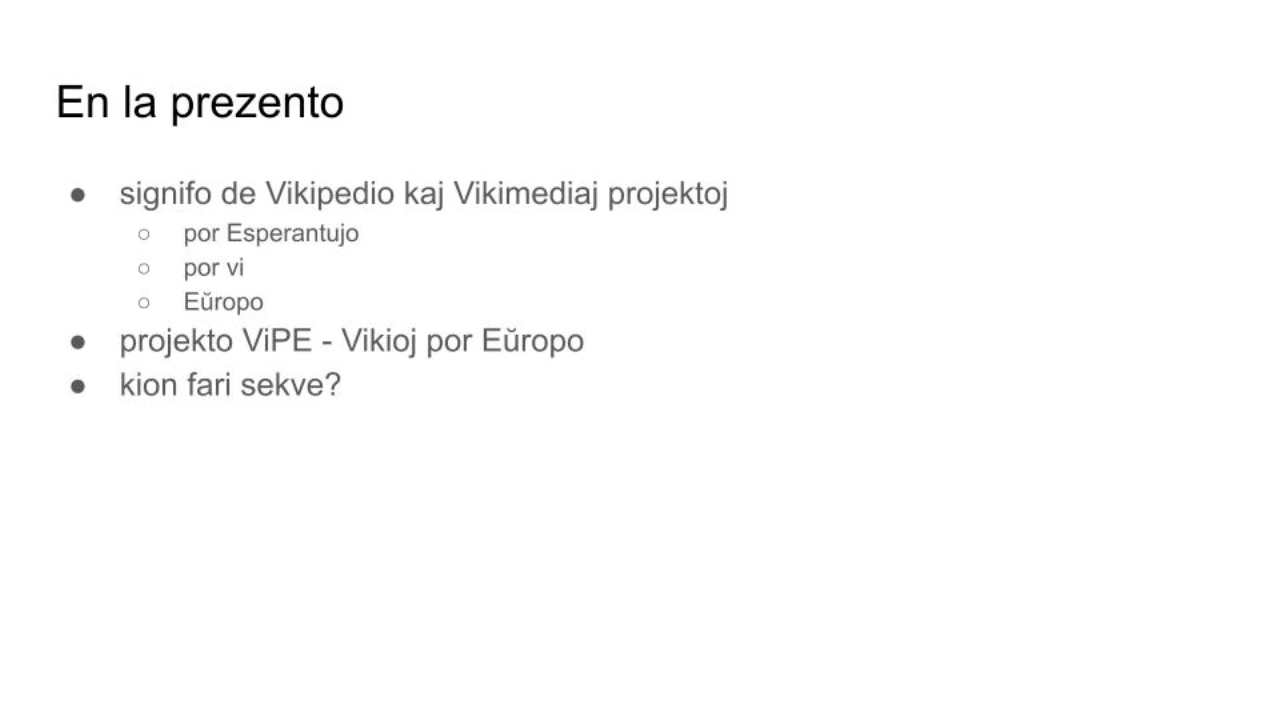 En la prezento
● signifo de Vikipedio kaj Vikimediaj projektoj
○ por Esperantujo
○ por vi
○ Eŭropo
● projekto ViPE - Vikioj por Eŭropo
● kion fari sekve?